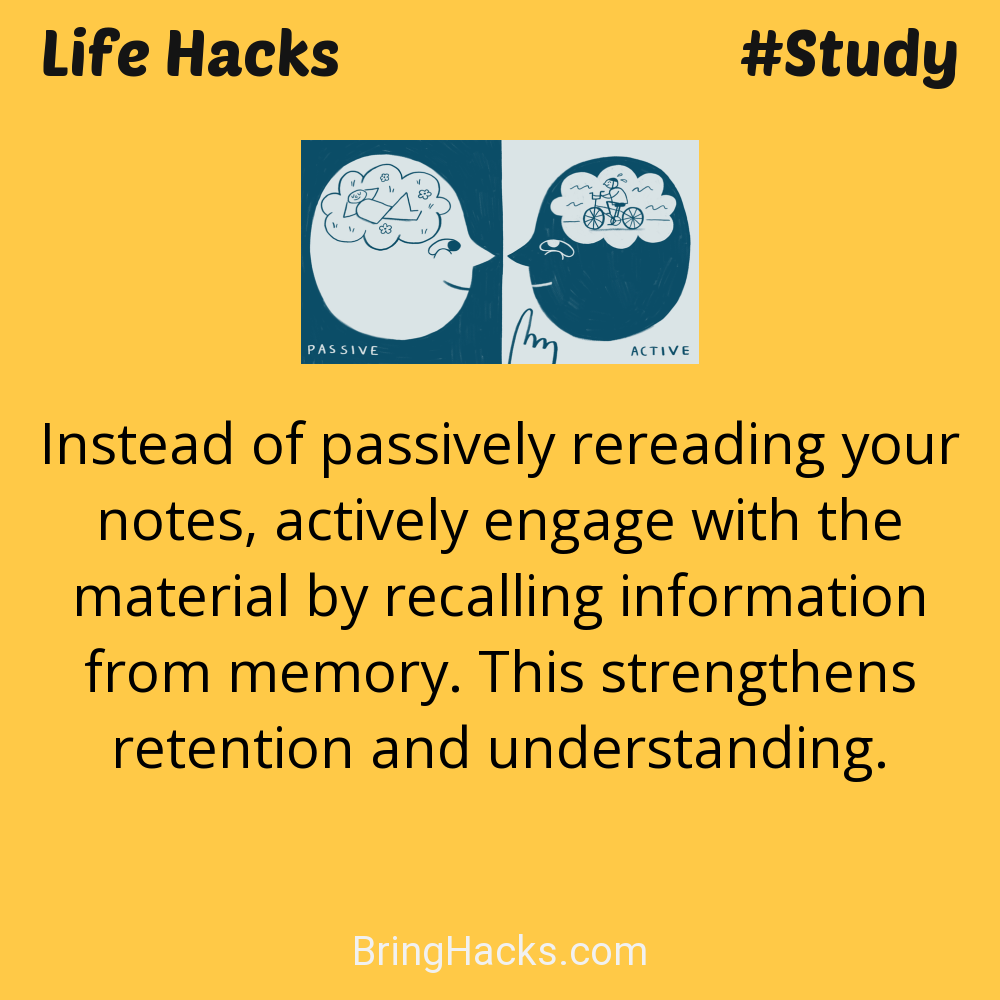 Life Hacks
#Study
PASSIVE
ACTIVE
Instead of passively rereading your
notes, actively engage with the
material by recalling information
from memory. This strengthens
retention and understanding.
BringHacks.com